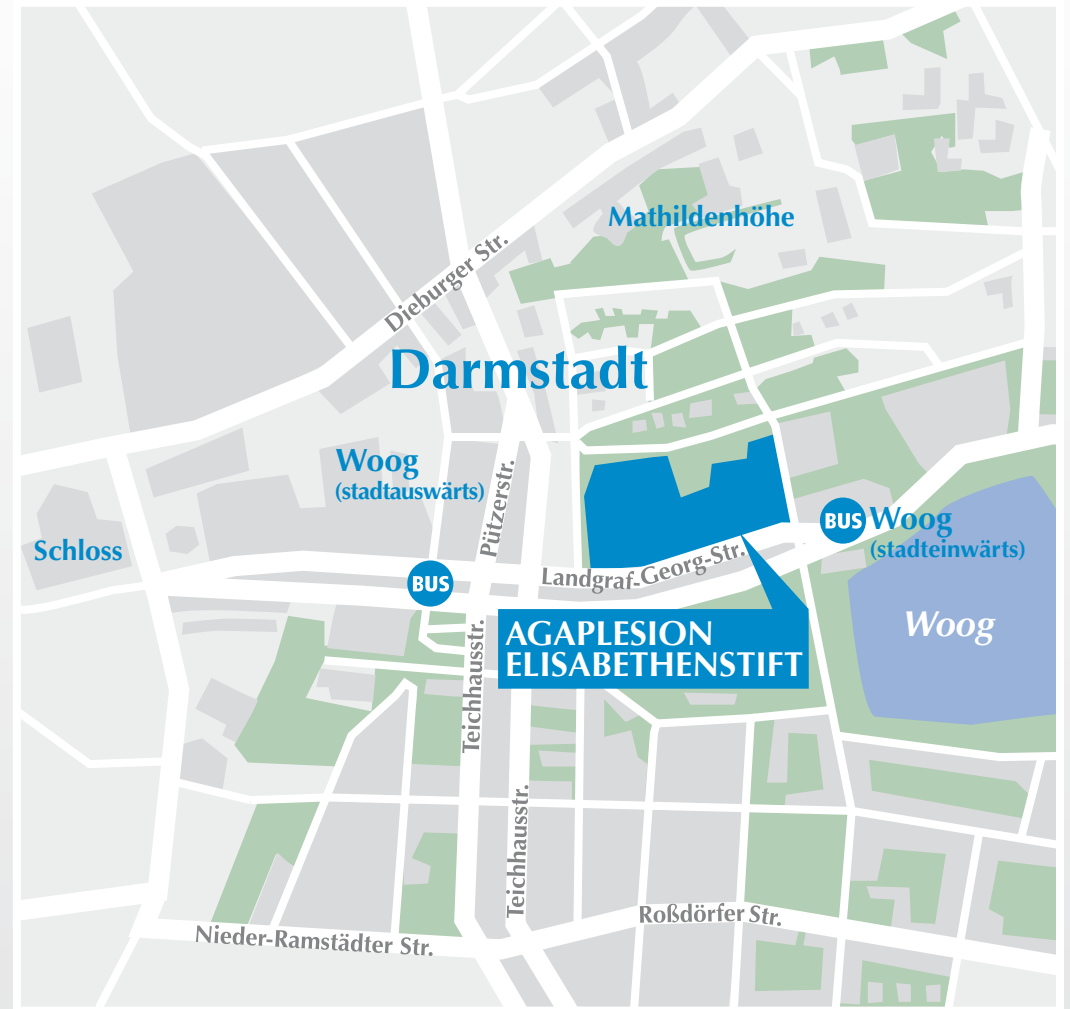 Mathildenhöhe
Dieburger Str.
Darmstadt
Woog
(stadtauswärts)
Pützerstr.
Schloss
BUS
BUS
Woog
(stadteinwärts)
Landgraf-Georg-Str.
AGAPLESION
ELISABETHENSTIFT
Woog
Teichhausstr.
Teichhausstr.
Roßdörfer Str.
Nieder-Ramstädter Str.